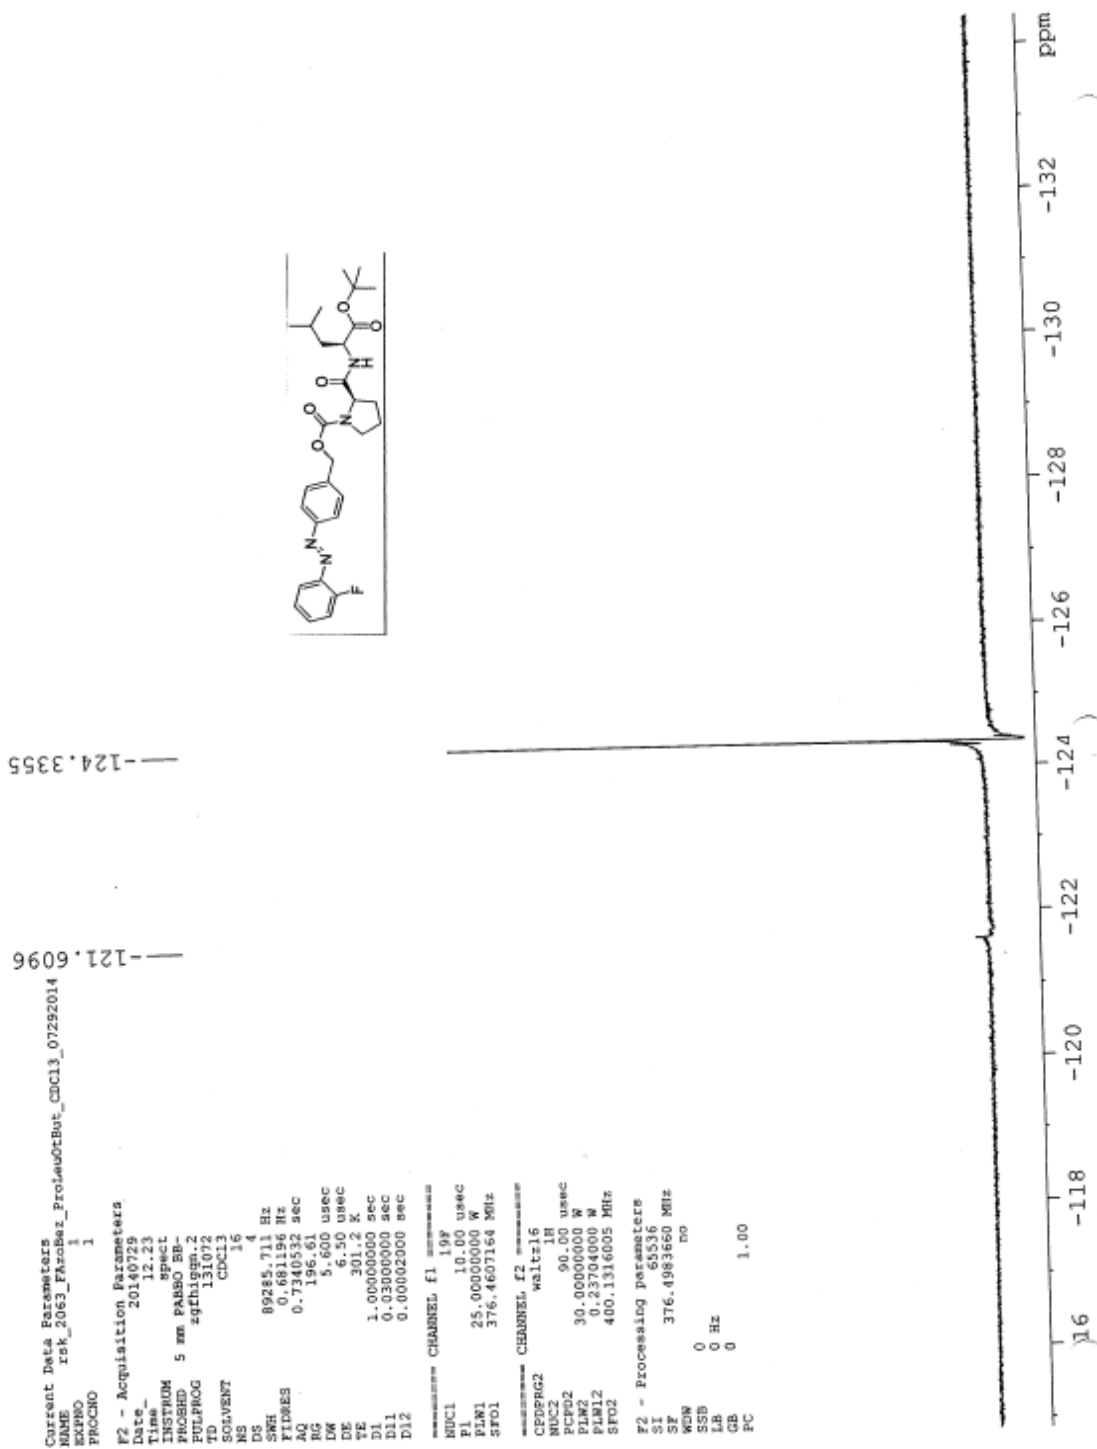 Current Data Parameters
NAME rsk_2063_FAzoBez_ProLeuOtBut_CDCl3_07292014
EXPNO 1
PROCNO 1
F2 - Acquisition Parameters
Date_ 20140729
Time 12.23
INSTRUM spect
PROBHD 5 mm PABBO BB-
PULPROG zgfhigqn.2
TD 131072
SOLVENT CDCl3
NS 16
DS 4
SWH 89285.711 Hz
FIDRES 0.681196 Hz
AQ 0.7340532 sec
RG 196.61
DW 5.600 usec
DE 6.50 usec
TE 301.2 K
D1 1.00000000 sec
D11 0.03000000 sec
D12 0.00002000 sec
======== CHANNEL f1 ========
NUC1 19F
P1 10.00 usec
PLW1 25.00000000 W
SFO1 376.4607164 MHz
======== CHANNEL f2 ========
CPDPRG2 waltz16
NUC2 1H
PCPD2 90.00 usec
PLW2 30.00000000 W
PLW12 0.23704000 W
SFO2 400.1316005 MHz
F2 - Processing parameters
SI 65536
SF 376.4983660 MHz
WDW no
SSB 0
LB 0 Hz
GB 0
PC 1.00
-121.6096
-124.3355
F
N
N
O
O
N
O
N
H
O
O
-118
-120
-122
-124
-126
-128
-130
-132
ppm